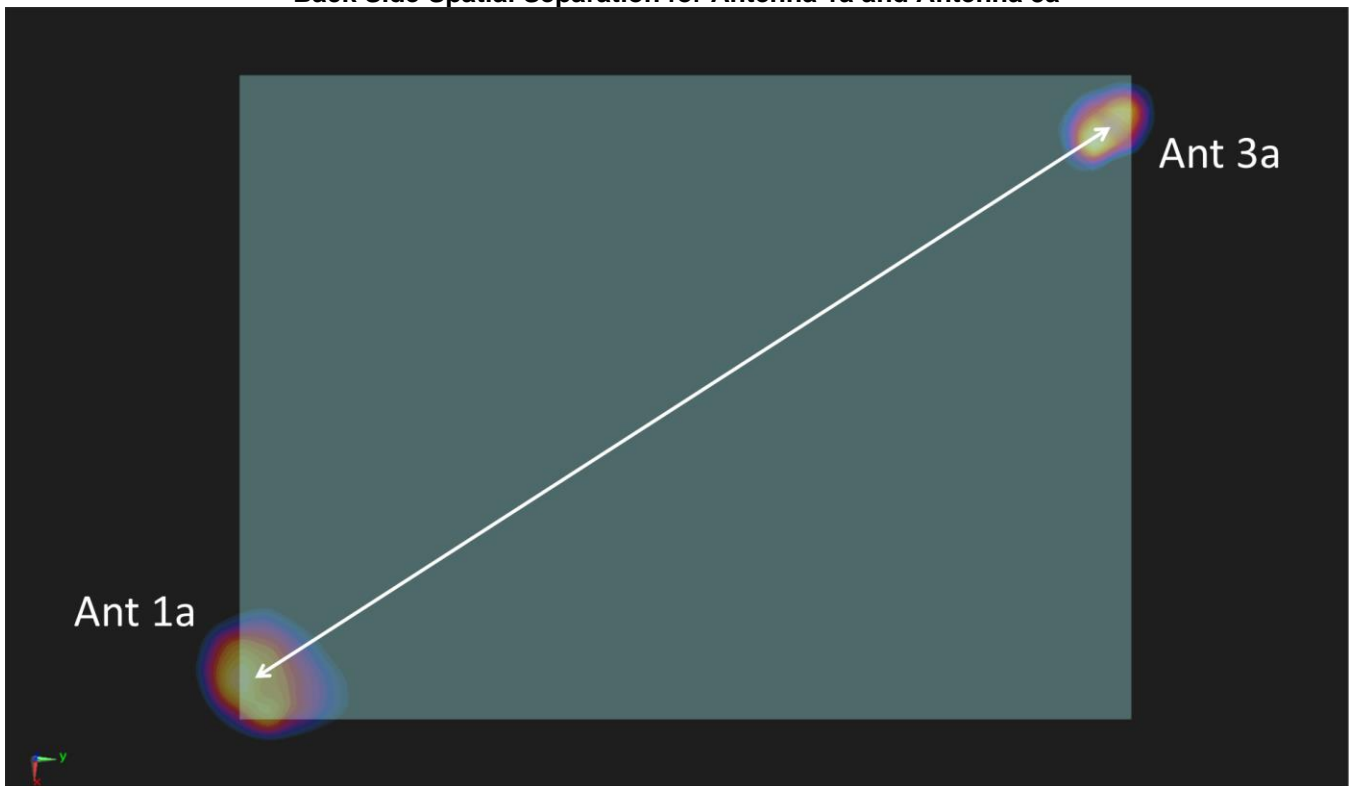 Back Side Spatial Separation for Antenna 1a and Antenna 3a
Ant 3a
Ant 1a
y
x